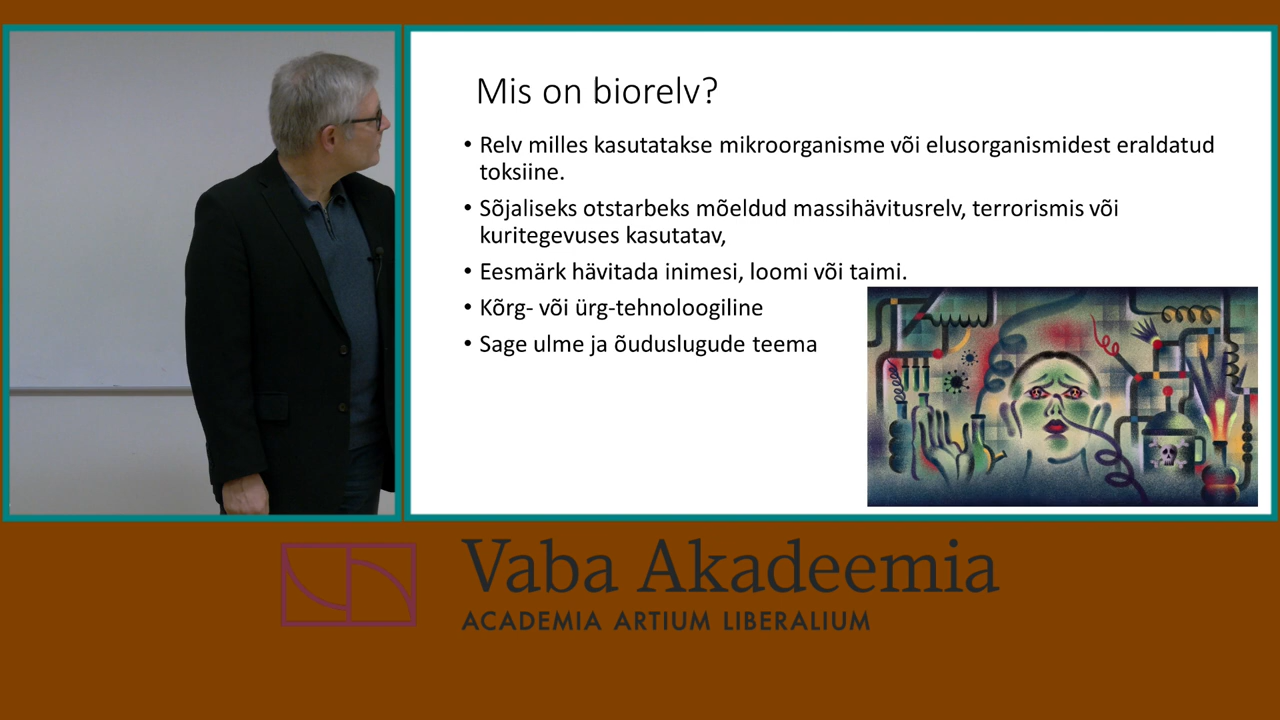 Mis on biorelv?
• Relv milles kasutatakse mikroorganisme või elusorganismidest eraldatud
toksiine.
• Sõjaliseks otstarbeks mõeldud massihävitusrelv, terrorismis või
kuritegevuses kasutatav,
• Eesmärk hävitada inimesi, loomi või taimi.
• Kõrg- või ürg-tehnoloogiline
• Sage ulme ja õuduslugude teema
Vaba Akadeemia
ACADEMIA ARTIUM LIBERALIUM